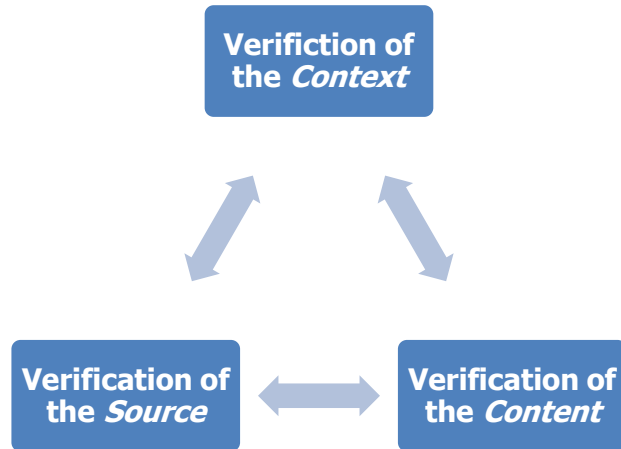 Verifiction of
the Context
Verification of
the Source
Verification of
the Content